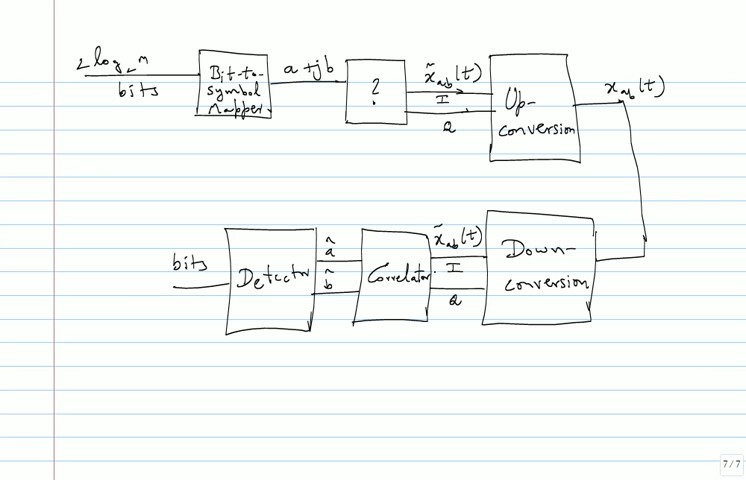 2 log₂ M
bits
Bit-to-
symbol
mapper
a + jb
?
x̃ab(t)
I
Q
Up-
conversion
xab(t)
bits
Detector
ã
b̃
Correlator
x̃ab(t)
I
Q
Down-
conversion
7 / 7